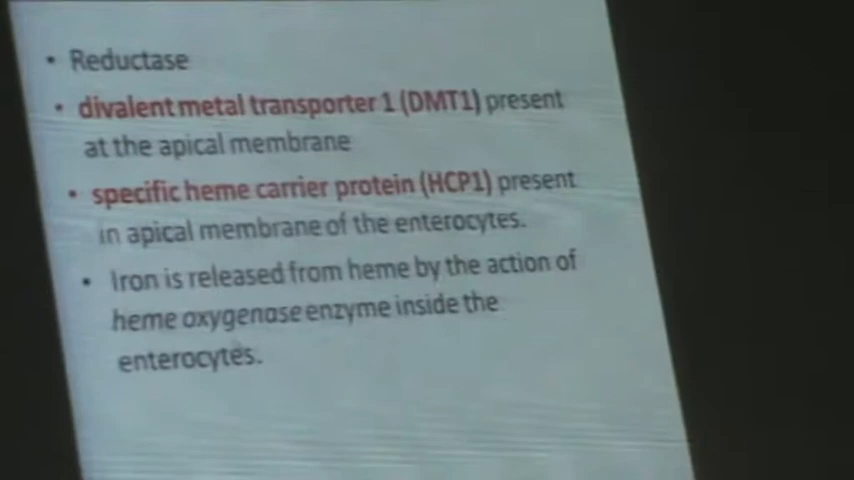 • Reductase
• divalent metal transporter 1 (DMT1) present
at the apical membrane
• specific heme carrier protein (HCP1) present
in apical membrane of the enterocytes.
• Iron is released from heme by the action of
heme oxygenase enzyme inside the
enterocytes.